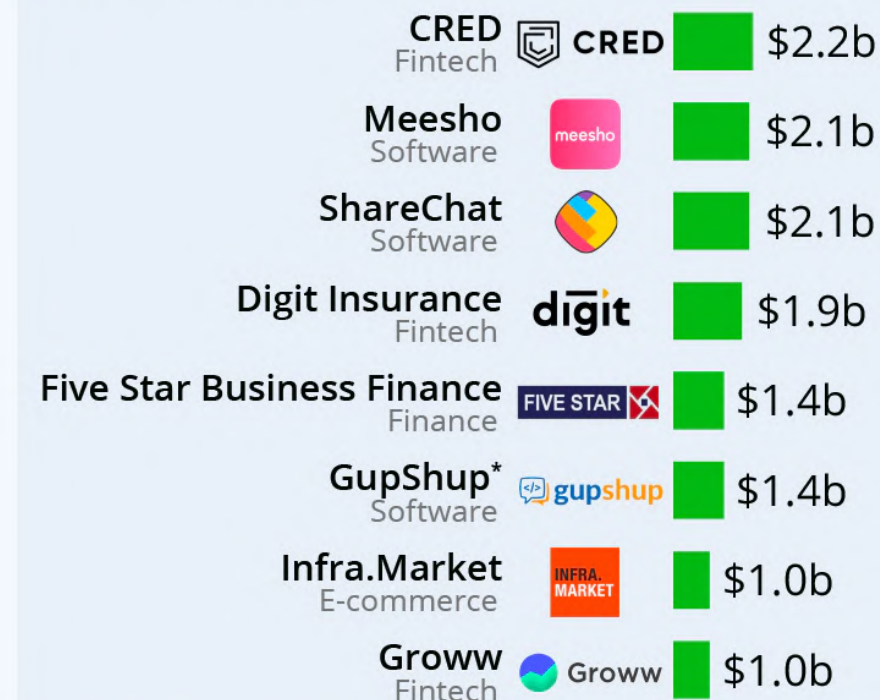 CRED
Fintech
CRED
$2.2b
Meesho
Software
meesho
$2.1b
ShareChat
Software
$2.1b
Digit Insurance
Fintech
digit
$1.9b
Five Star Business Finance
Finance
FIVE STAR
$1.4b
GupShup*
Software
</> gupshup
$1.4b
Infra.Market
E-commerce
INFRA.
MARKET
$1.0b
Groww
Fintech
Groww
$1.0b